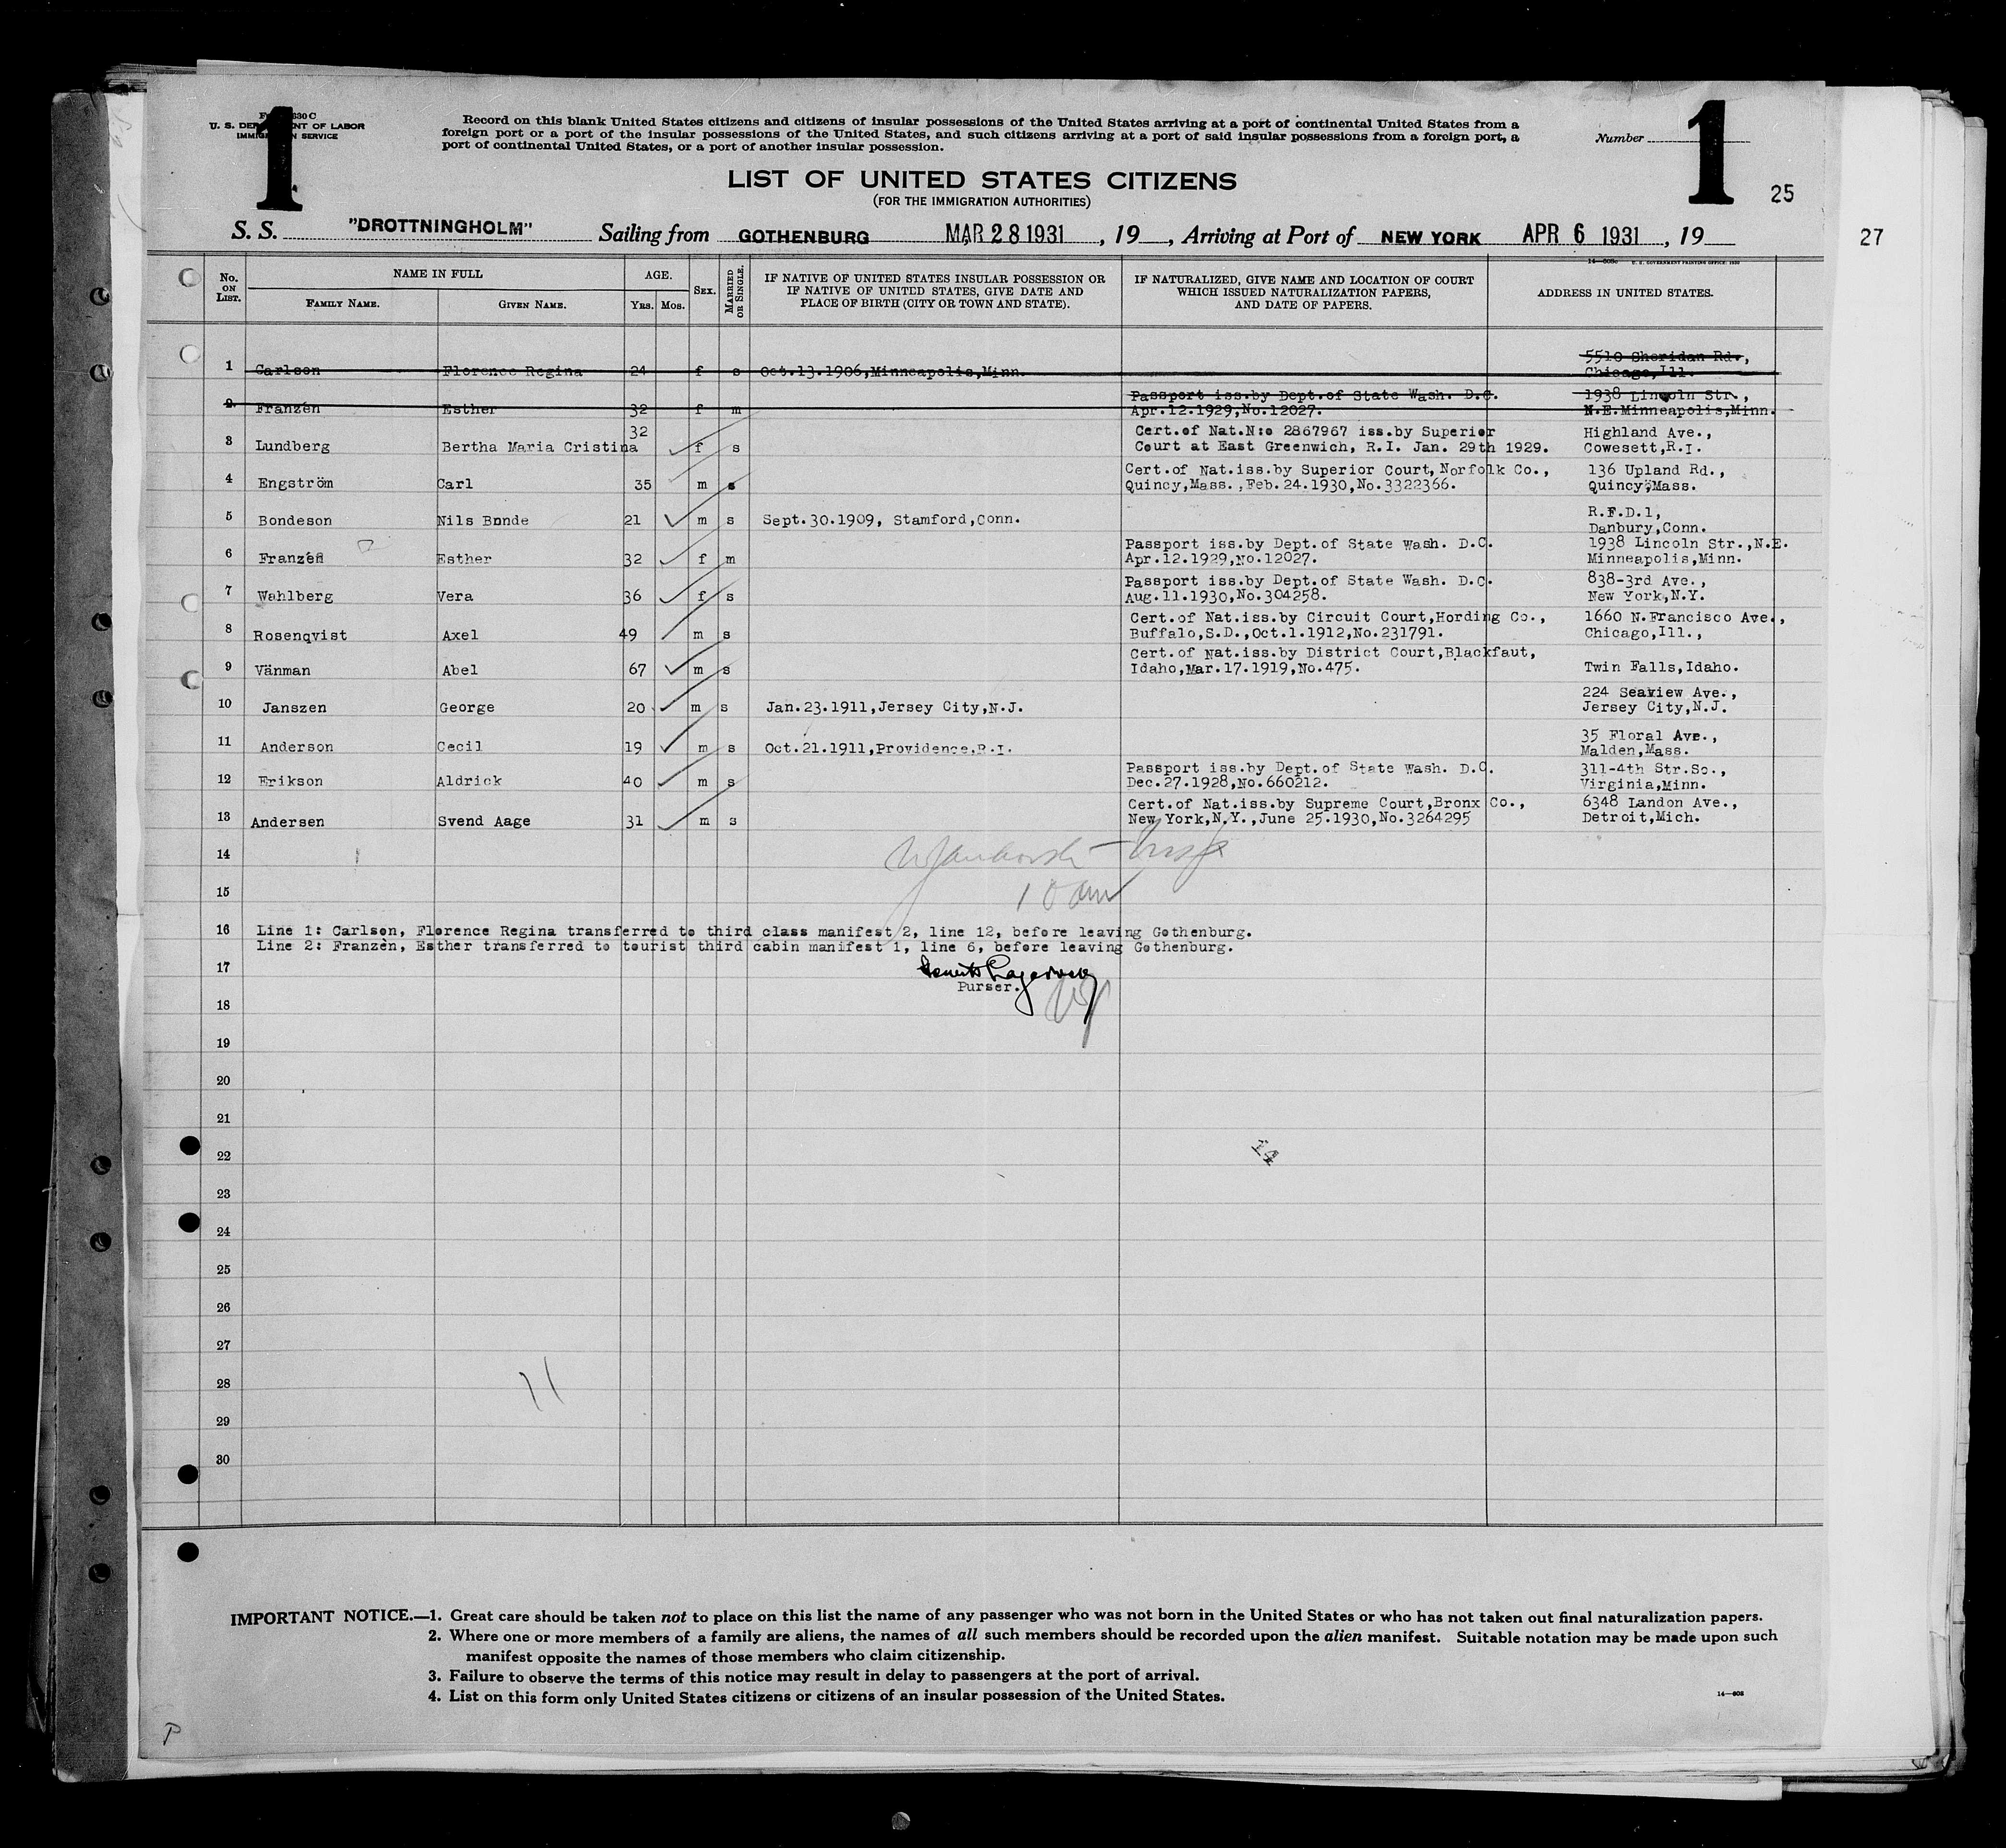 1
1
U. S. DEPARTMENT OF LABOR
IMMIGRATION SERVICE
Record on this blank United States citizens and citizens of insular possessions of the United States arriving at a port of continental United States from a
foreign port or a port of the insular possessions of the United States, and such citizens arriving at a port of said insular possessions from a foreign port, a
port of continental United States, or a port of another insular possession.
Number
LIST OF UNITED STATES CITIZENS
(FOR THE IMMIGRATION AUTHORITIES)
25
27
S. S. "DROTTNINGHOLM" Sailing from GOTHENBURG MAR 28 1931, 19 , Arriving at Port of NEW YORK APR 6 1931, 19
No. ON LIST. NAME IN FULL FAMILY NAME. GIVEN NAME. AGE. YRS. MOS. SEX. MARRIED OR SINGLE.
IF NATIVE OF UNITED STATES INSULAR POSSESSION OR
IF NATIVE OF UNITED STATES, GIVE DATE AND
PLACE OF BIRTH (CITY OR TOWN AND STATE).
IF NATURALIZED, GIVE NAME AND LOCATION OF COURT
WHICH ISSUED NATURALIZATION PAPERS,
AND DATE OF PAPERS.
ADDRESS IN UNITED STATES.
5510 Sheridan Rd.,
1 Carlson Florence Regina 24 f s Oct.13.1906,Minneapolis,Minn. Chicago,Ill.
Passport iss.by Dept.of State Wash. D.C. 1938 Lincoln Str.,
2. Franzén Esther 32 f m Apr.12.1929,No.12027. N.E.Minneapolis,Minn.
32 Cert.of Nat.N:o 2867967 iss.by Superior Highland Ave.,
3 Lundberg Bertha Maria Cristina f s Court at East Greenwich, R.I. Jan. 29th 1929. Cowesett,R.I.
Cert.of Nat.iss.by Superior Court,Norfolk Co., 136 Upland Rd.,
4 Engström Carl 35 m s Quincy,Mass.,Feb.24.1930,No.3322366. Quincy,Mass.
R.F.D.1,
5 Bondeson Nils Bnnde 21 m s Sept.30.1909, Stamford,Conn. Danbury,Conn.
Passport iss.by Dept.of State Wash. D.C. 1938 Lincoln Str.,N.E.
6 Franzén Esther 32 f m Apr.12.1929,No.12027. Minneapolis,Minn.
Passport iss.by Dept.of State Wash. D.C. 838-3rd Ave.,
7 Wahlberg Vera 36 f s Aug.11.1930,No.304258. New York,N.Y.
Cert.of Nat.iss.by Circuit Court,Hording Co., 1660 N.Francisco Ave.,
8 Rosenqvist Axel 49 m s Buffalo,S.D.,Oct.1.1912,No.231791. Chicago,Ill.,
Cert.of Nat.iss.by District Court,Blackfaut,
9 Vänman Abel 67 m s Idaho,Mar.17.1919,No.475. Twin Falls,Idaho.
224 Seaview Ave.,
10 Janszen George 20 m s Jan.23.1911,Jersey City,N.J. Jersey City,N.J.
35 Floral Ave.,
11 Anderson Cecil 19 m s Oct.21.1911,Providence,R.I. Malden,Mass.
Passport iss.by Dept.of State Wash. D.C. 311-4th Str.So.,
12 Erikson Aldrick 40 m s Dec.27.1928,No.660212. Virginia,Minn.
Cert.of Nat.iss.by Supreme Court,Bronx Co., 6348 Landon Ave.,
13 Andersen Svend Aage 31 m s New York,N.Y.,June 25.1930,No.3264295 Detroit,Mich.
14
15
16 Line 1: Carlson, Florence Regina transferred to third class manifest 2, line 12, before leaving Gothenburg.
Line 2: Franzèn, Esther transferred to tourist third cabin manifest 1, line 6, before leaving Gothenburg.
17
Purser.
18
19
20
21
22
23
24
25
26
27
28
29
30
11
IMPORTANT NOTICE.—1. Great care should be taken not to place on this list the name of any passenger who was not born in the United States or who has not taken out final naturalization papers.
2. Where one or more members of a family are aliens, the names of all such members should be recorded upon the alien manifest. Suitable notation may be made upon such
manifest opposite the names of those members who claim citizenship.
3. Failure to observe the terms of this notice may result in delay to passengers at the port of arrival.
4. List on this form only United States citizens or citizens of an insular possession of the United States.
14—608
P